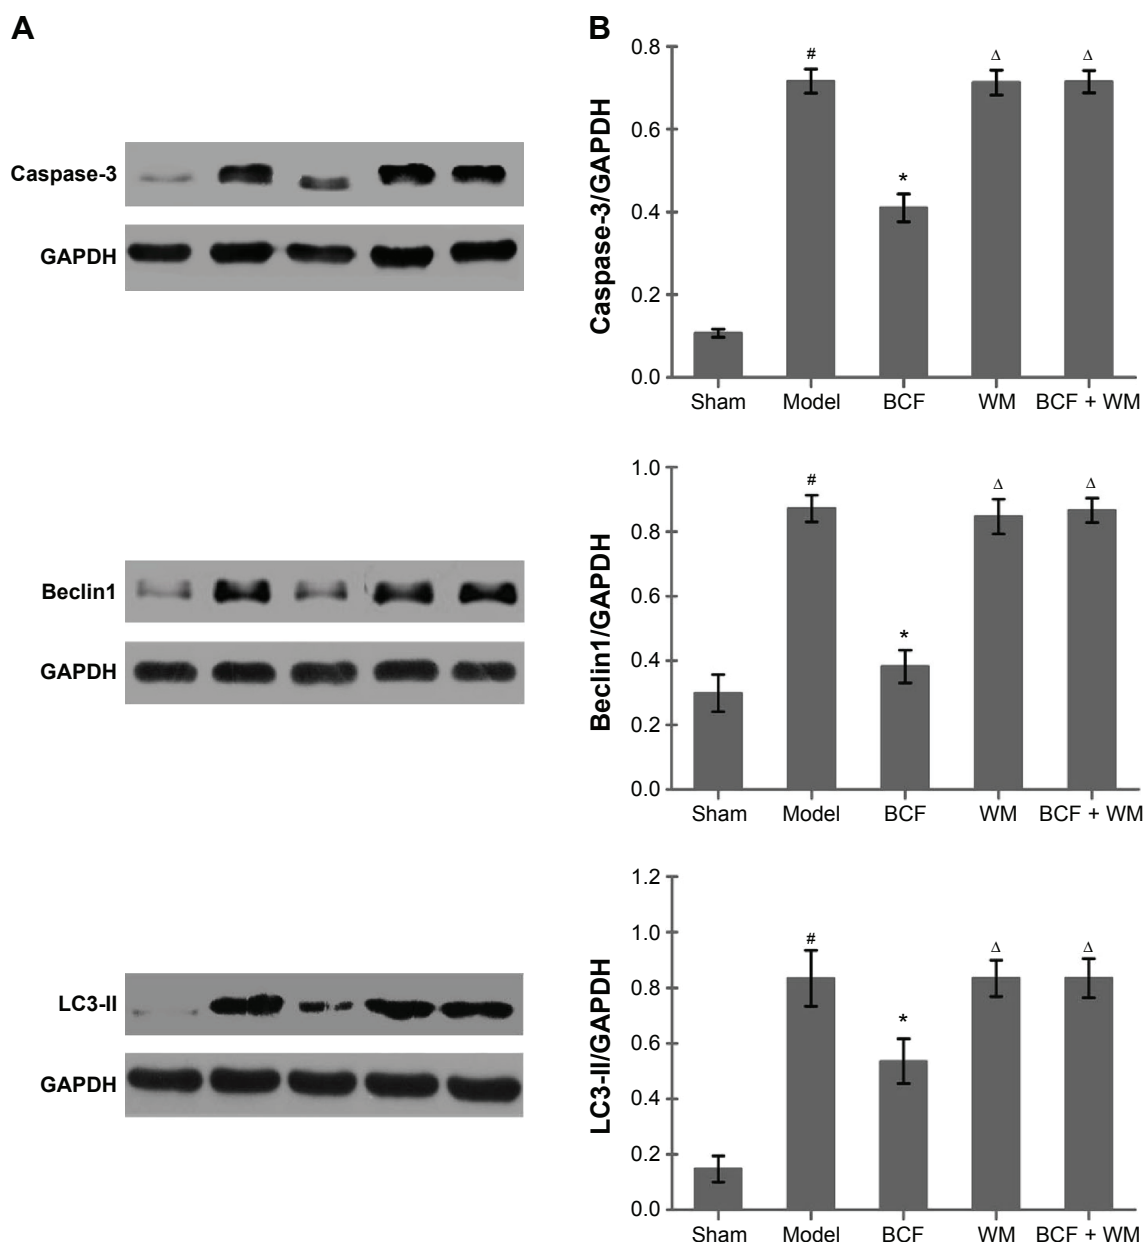 A
Caspase-3
GAPDH
Beclin1
GAPDH
LC3-II
GAPDH
B
Caspase-3/GAPDH
0.8
0.6
0.4
0.2
0.0
#
*
Δ
Δ
Sham Model BCF WM BCF + WM
Beclin1/GAPDH
1.0
0.8
0.6
0.4
0.2
0.0
#
*
Δ
Δ
Sham Model BCF WM BCF + WM
LC3-II/GAPDH
1.2
1.0
0.8
0.6
0.4
0.2
0.0
#
*
Δ
Δ
Sham Model BCF WM BCF + WM